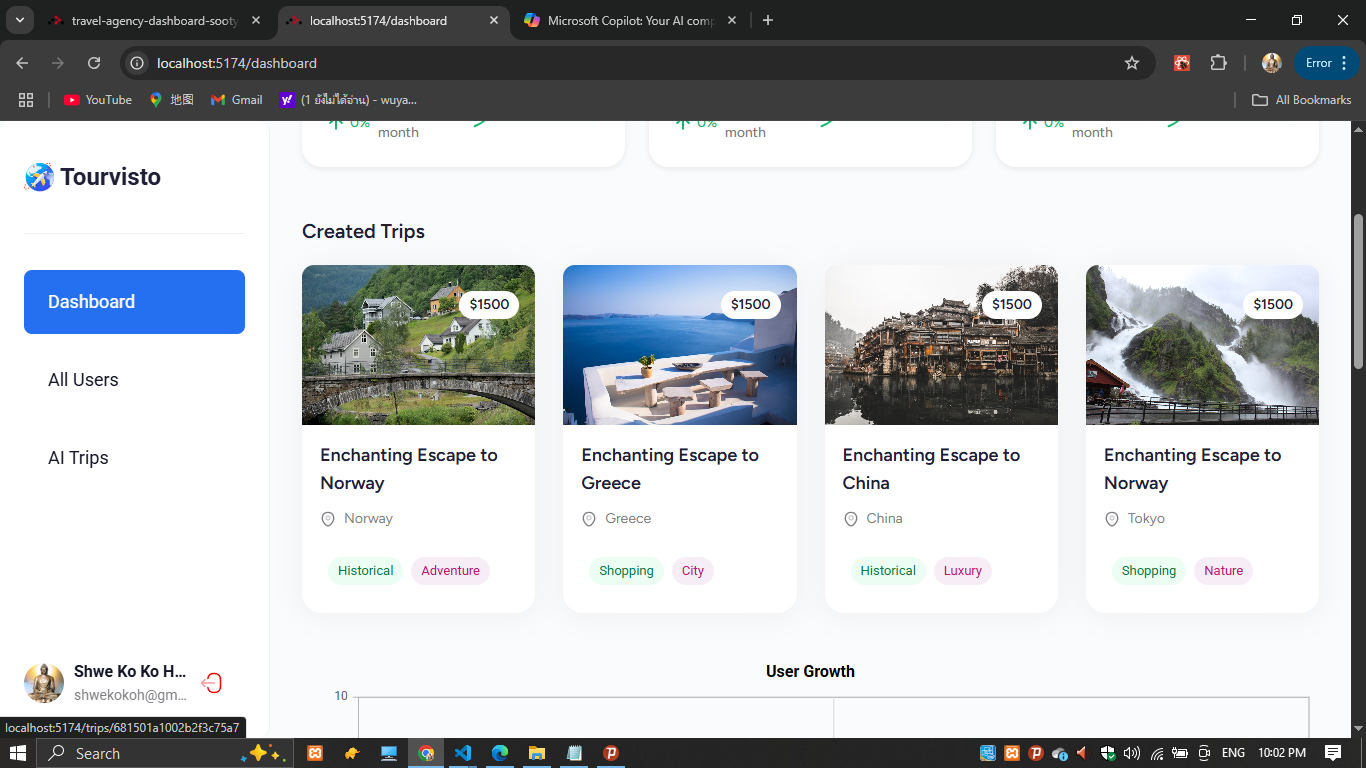 travel-agency-dashboard-sooty
localhost:5174/dashboard
Microsoft Copilot: Your AI comp
localhost:5174/dashboard
Error
YouTube
地图
Gmail
(1 ยังไม่ได้อ่าน) - wuya...
All Bookmarks
0%
month
0%
month
0%
month
Tourvisto
Dashboard
All Users
AI Trips
Created Trips
$1500
Enchanting Escape to
Norway
Norway
Historical
Adventure
$1500
Enchanting Escape to
Greece
Greece
Shopping
City
$1500
Enchanting Escape to
China
China
Historical
Luxury
$1500
Enchanting Escape to
Norway
Tokyo
Shopping
Nature
User Growth
10
Shwe Ko Ko H...
shwekokoh@gm...
localhost:5174/trips/681501a1002b2f3c75a7
Search
ENG
10:02 PM